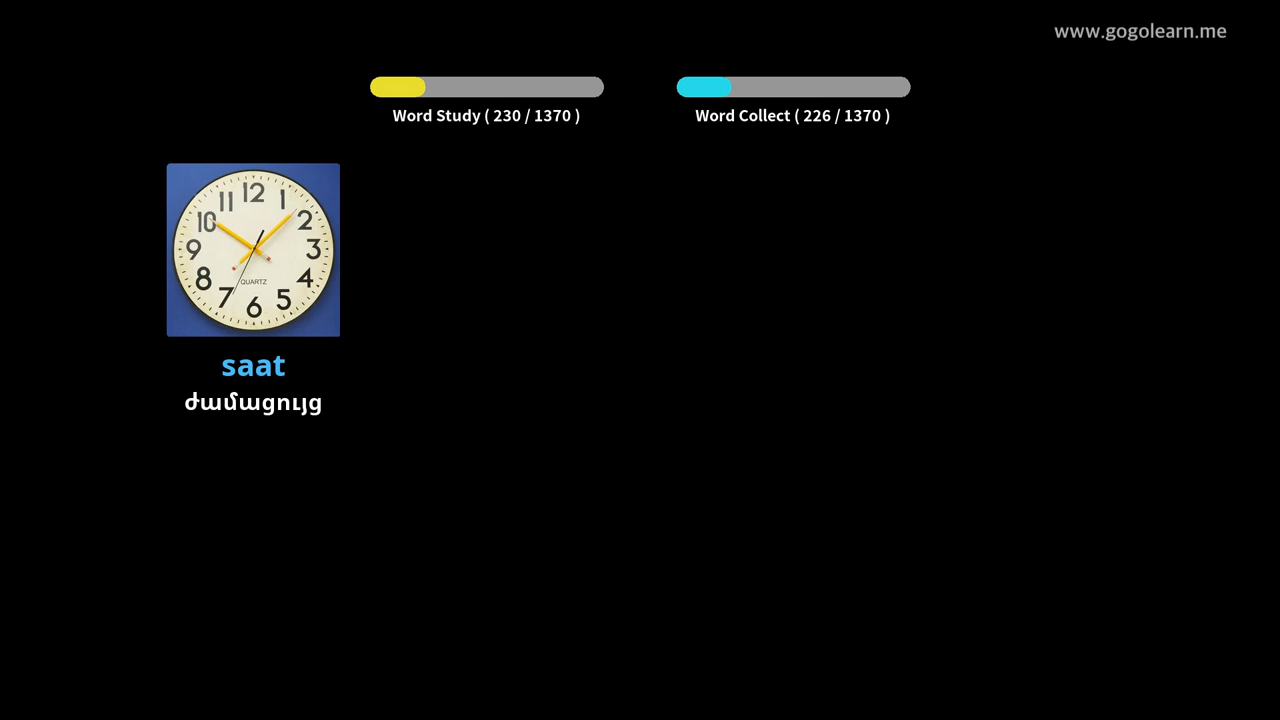 www.gogolearn.me
Word Study ( 230 / 1370 )
Word Collect ( 226 / 1370 )
12
11
1
10
2
9
3
8
4
QUARTZ
7
5
6
saat
ժամացույց